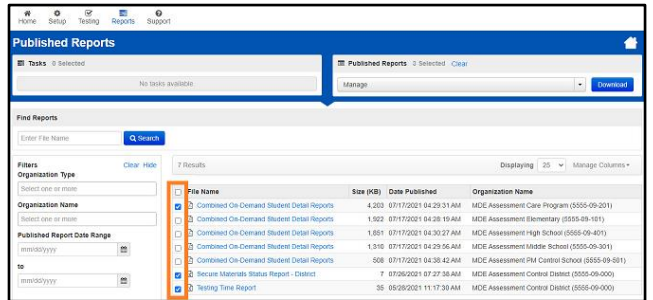 Home Setup Testing Reports Support
Published Reports
Tasks 0 Selected
Published Reports 3 Selected Clear
No tasks available
Manage Download
Find Reports
Enter File Name Search
Filters Clear Hide
7 Results Displaying 25 Manage Columns
Organization Type
Select one or more
File Name Size (KB) Date Published Organization Name
Organization Name
Combined On-Demand Student Detail Reports 4,203 07/17/2021 04:29:31 AM MDE Assessment Care Program (5555-09-201)
Select one or more
Combined On-Demand Student Detail Reports 1,922 07/17/2021 04:28:19 AM MDE Assessment Elementary (5555-09-101)
Published Report Date Range
Combined On-Demand Student Detail Reports 1,651 07/17/2021 04:30:27 AM MDE Assessment High School (5555-09-401)
mm/dd/yyyy
Combined On-Demand Student Detail Reports 1,310 07/17/2021 04:29:56 AM MDE Assessment Middle School (5555-09-301)
to
Combined On-Demand Student Detail Reports 508 07/17/2021 04:38:42 AM MDE Assessment PM Control School (5555-09-501)
mm/dd/yyyy
Secure Materials Status Report - District 7 07/26/2021 07:27:38 AM MDE Assessment Control District (5555-09-000)
Testing Time Report 35 05/28/2021 11:17:30 AM MDE Assessment Control District (5555-09-000)